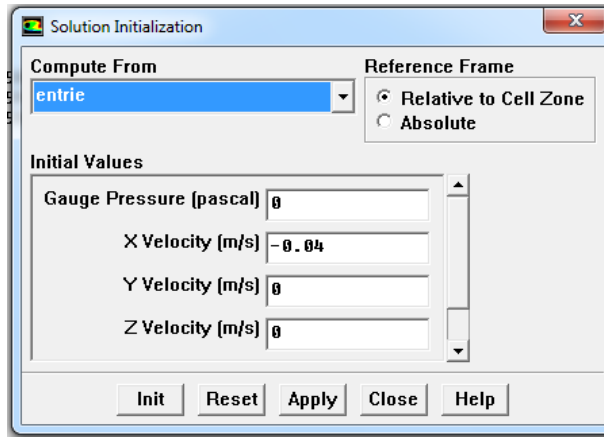 Solution Initialization
Compute From
entrie
Reference Frame
Relative to Cell Zone
Absolute
Initial Values
Gauge Pressure (pascal) 0
X Velocity (m/s) -0.04
Y Velocity (m/s) 0
Z Velocity (m/s) 0
Init Reset Apply Close Help